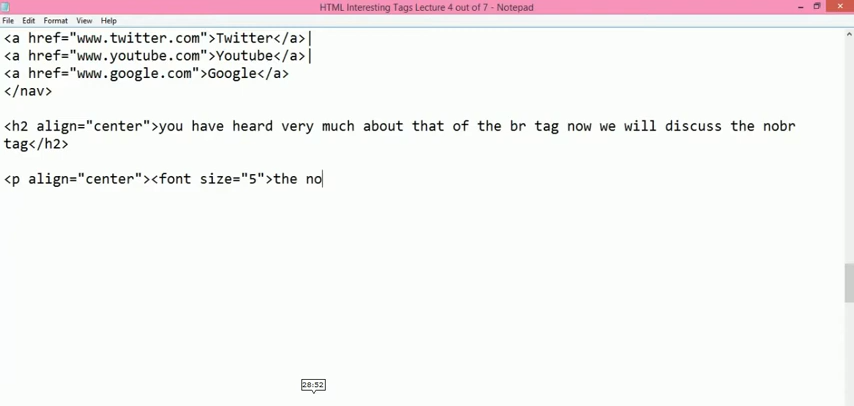 HTML Interesting Tags Lecture 4 out of 7 - Notepad
File Edit Format View Help
<a href="www.twitter.com">Twitter</a>|
<a href="www.youtube.com">Youtube</a>|
<a href="www.google.com">Google</a>
</nav>
<h2 align="center">you have heard very much about that of the br tag now we will discuss the nobr
tag</h2>
<p align="center"><font size="5">the no
28:52